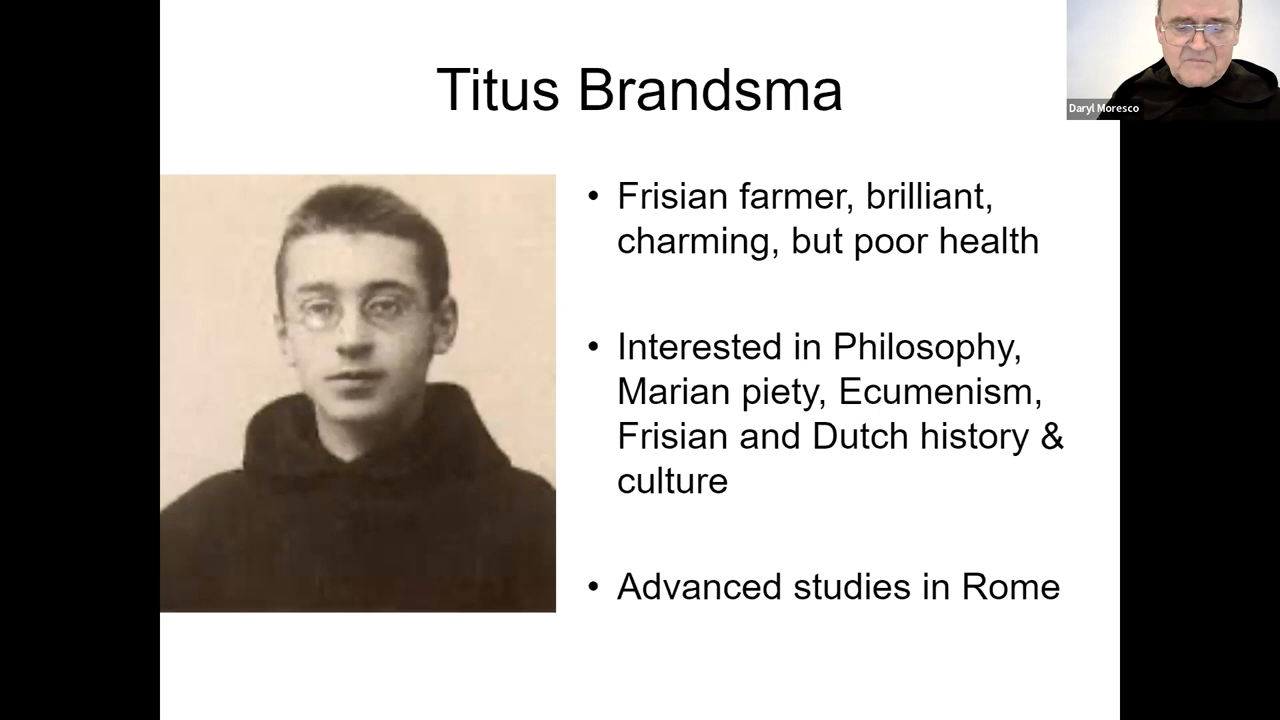 Titus Brandsma
Daryl Moresco
• Frisian farmer, brilliant,
charming, but poor health
• Interested in Philosophy,
Marian piety, Ecumenism,
Frisian and Dutch history &
culture
• Advanced studies in Rome